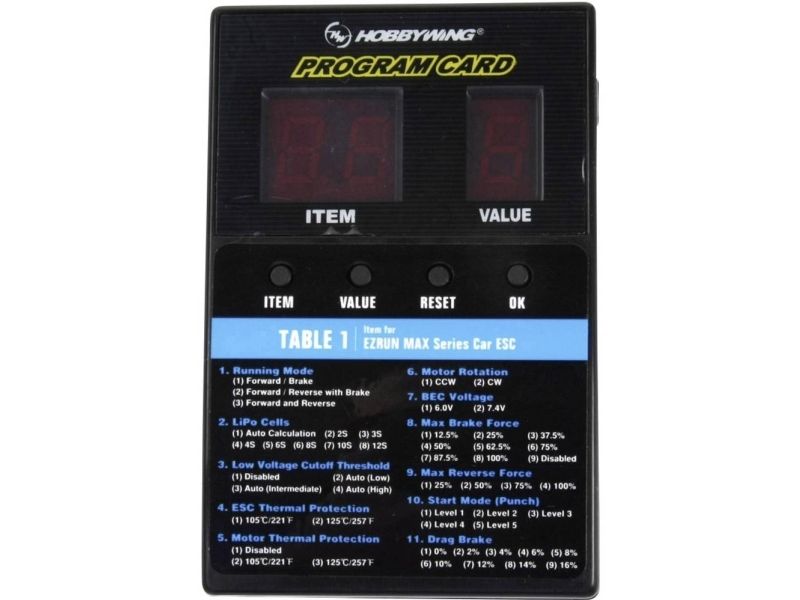 HW HOBBYWING®
PROGRAM CARD
ITEM VALUE
ITEM VALUE RESET OK
TABLE 1 Item for
EZRUN MAX Series Car ESC
1. Running Mode
(1) Forward / Brake
(2) Forward / Reverse with Brake
(3) Forward and Reverse
2. LiPo Cells
(1) Auto Calculation (2) 2S (3) 3S
(4) 4S (5) 6S (6) 8S (7) 10S (8) 12S
3. Low Voltage Cutoff Threshold
(1) Disabled (2) Auto (Low)
(3) Auto (Intermediate) (4) Auto (High)
4. ESC Thermal Protection
(1) 105℃/221℉ (2) 125℃/257℉
5. Motor Thermal Protection
(1) Disabled
(2) 105℃/221℉ (3) 125℃/257℉
6. Motor Rotation
(1) CCW (2) CW
7. BEC Voltage
(1) 6.0V (2) 7.4V
8. Max Brake Force
(1) 12.5% (2) 25% (3) 37.5%
(4) 50% (5) 62.5% (6) 75%
(7) 87.5% (8) 100% (9) Disabled
9. Max Reverse Force
(1) 25% (2) 50% (3) 75% (4) 100%
10. Start Mode (Punch)
(1) Level 1 (2) Level 2 (3) Level 3
(4) Level 4 (5) Level 5
11. Drag Brake
(1) 0% (2) 2% (3) 4% (4) 6% (5) 8%
(6) 10% (7) 12% (8) 14% (9) 16%